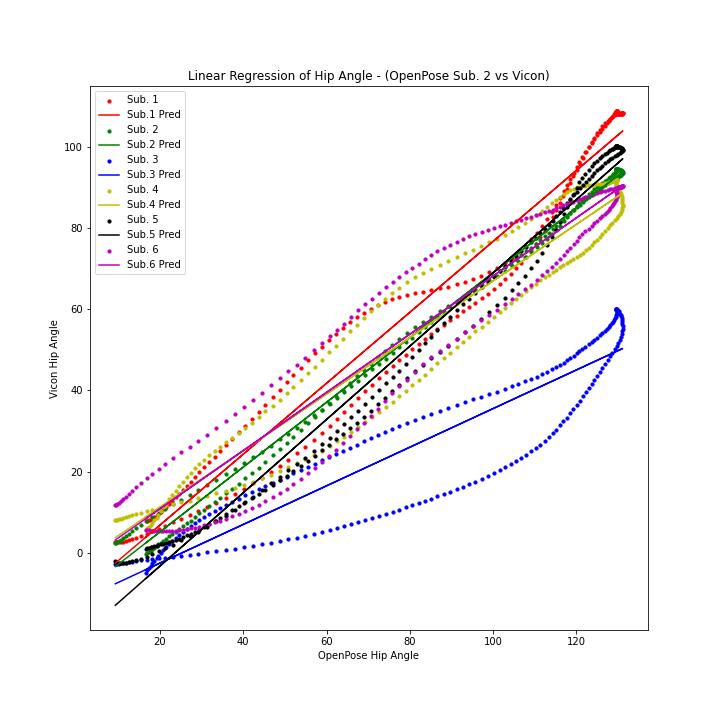 Linear Regression of Hip Angle - (OpenPose Sub. 2 vs Vicon)
Sub. 1
Sub.1 Pred
Sub. 2
Sub.2 Pred
Sub. 3
Sub.3 Pred
Sub. 4
Sub.4 Pred
Sub. 5
Sub.5 Pred
Sub. 6
Sub.6 Pred
100
80
60
40
20
0
Vicon Hip Angle
20 40 60 80 100 120
OpenPose Hip Angle